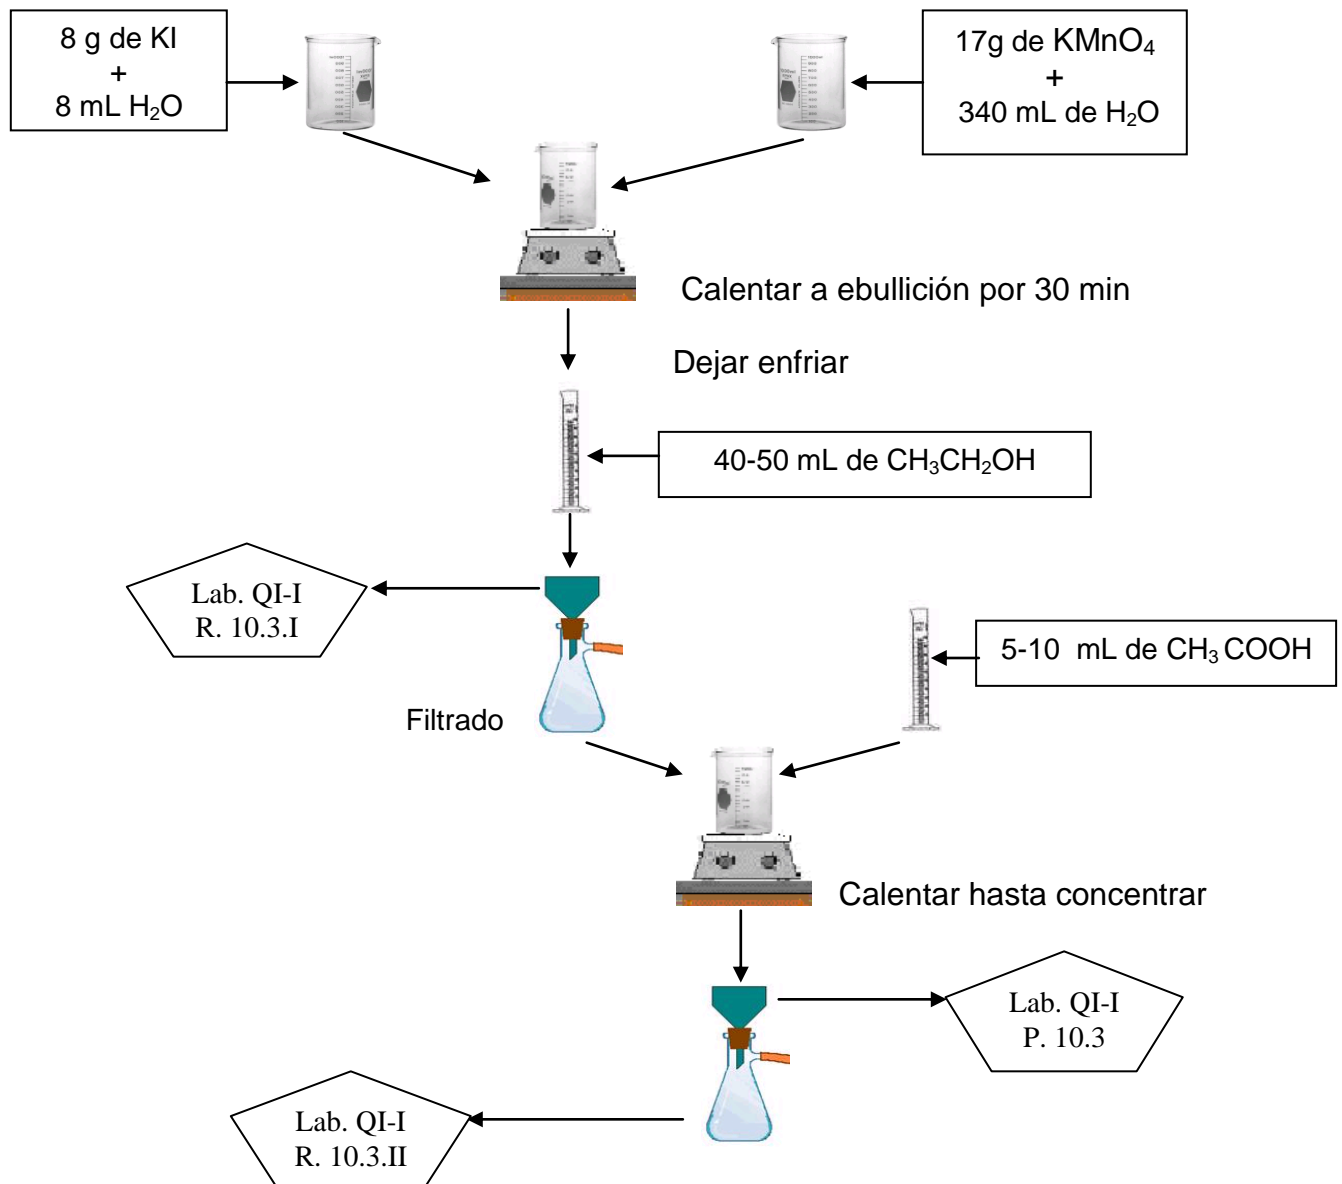 8 g de KI
+
8 mL H₂O
17g de KMnO₄
+
340 mL de H₂O
Calentar a ebullición por 30 min
Dejar enfriar
40-50 mL de CH₃CH₂OH
Lab. QI-I
R. 10.3.I
5-10 mL de CH₃ COOH
Filtrado
Calentar hasta concentrar
Lab. QI-I
P. 10.3
Lab. QI-I
R. 10.3.II